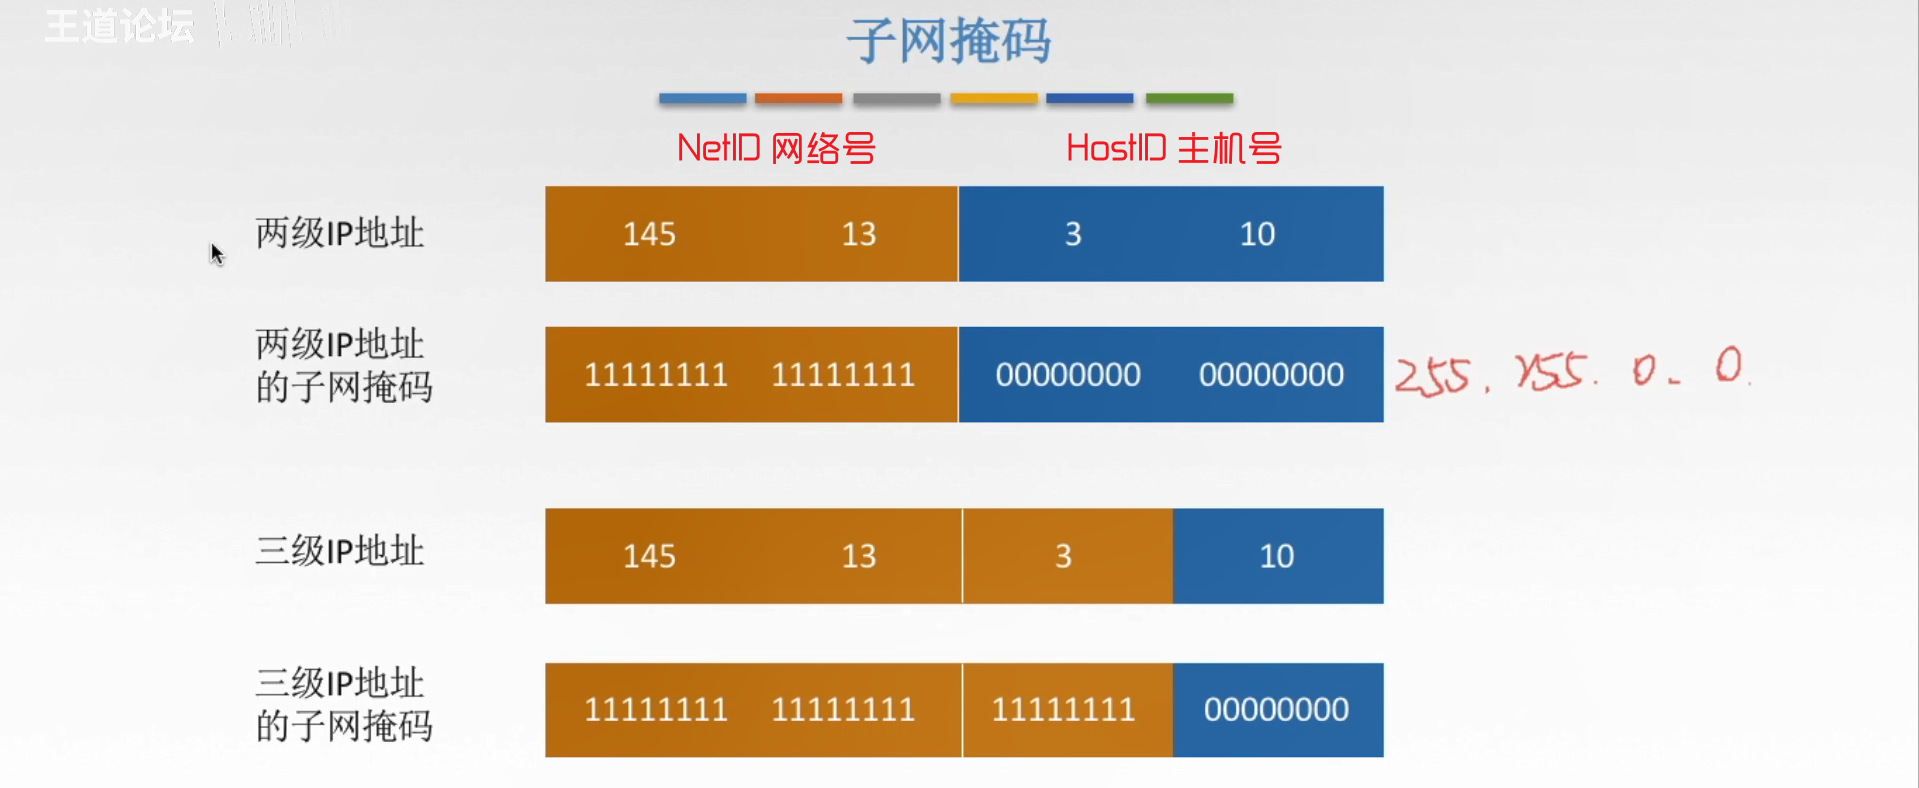 王道论坛
子网掩码
NetID 网络号 HostID 主机号
两级IP地址 145 13 3 10
两级IP地址
的子网掩码 11111111 11111111 00000000 00000000 255.255.0.0.
三级IP地址 145 13 3 10
三级IP地址
的子网掩码 11111111 11111111 11111111 00000000